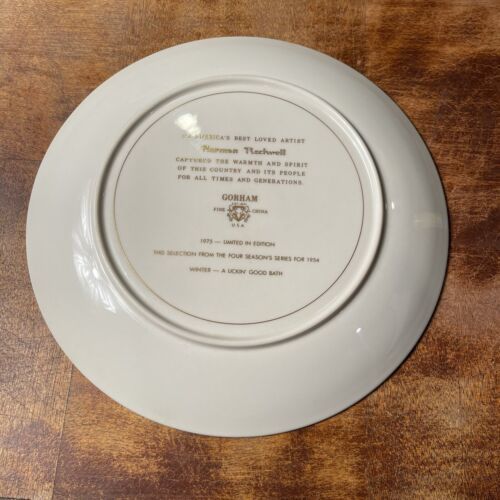 AMERICA'S BEST LOVED ARTIST
Norman Rockwell
CAPTURED THE WARMTH AND SPIRIT
OF THIS COUNTRY AND ITS PEOPLE
FOR ALL TIMES AND GENERATIONS.
GORHAM
FINE CHINA
U.S.A.
1975 — LIMITED IN EDITION
THIS SELECTION FROM THE FOUR SEASON'S SERIES FOR 1954
WINTER — A LICKIN' GOOD BATH